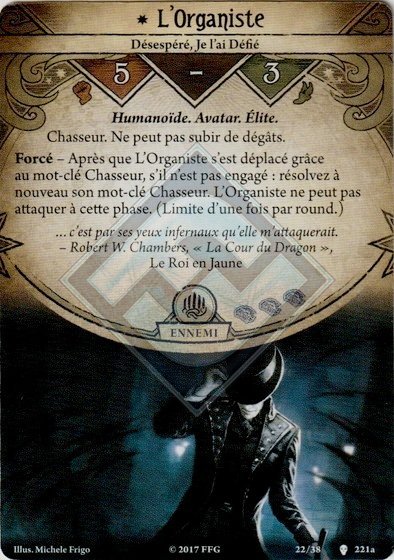 L'Organiste
Désespéré, Je l'ai Défié
5 – 3
Humanoïde. Avatar. Élite.
Chasseur. Ne peut pas subir de dégâts.
Forcé – Après que L'Organiste s'est déplacé grâce
au mot-clé Chasseur, s'il n'est pas engagé : résolvez à
nouveau son mot-clé Chasseur. L'Organiste ne peut pas
attaquer à cette phase. (Limite d'une fois par round.)
... c'est par ses yeux infernaux qu'elle m'attaquerait.
– Robert W. Chambers, « La Cour du Dragon »,
Le Roi en Jaune
ENNEMI
Illus. Michele Frigo
© 2017 FFG
22/38
221a